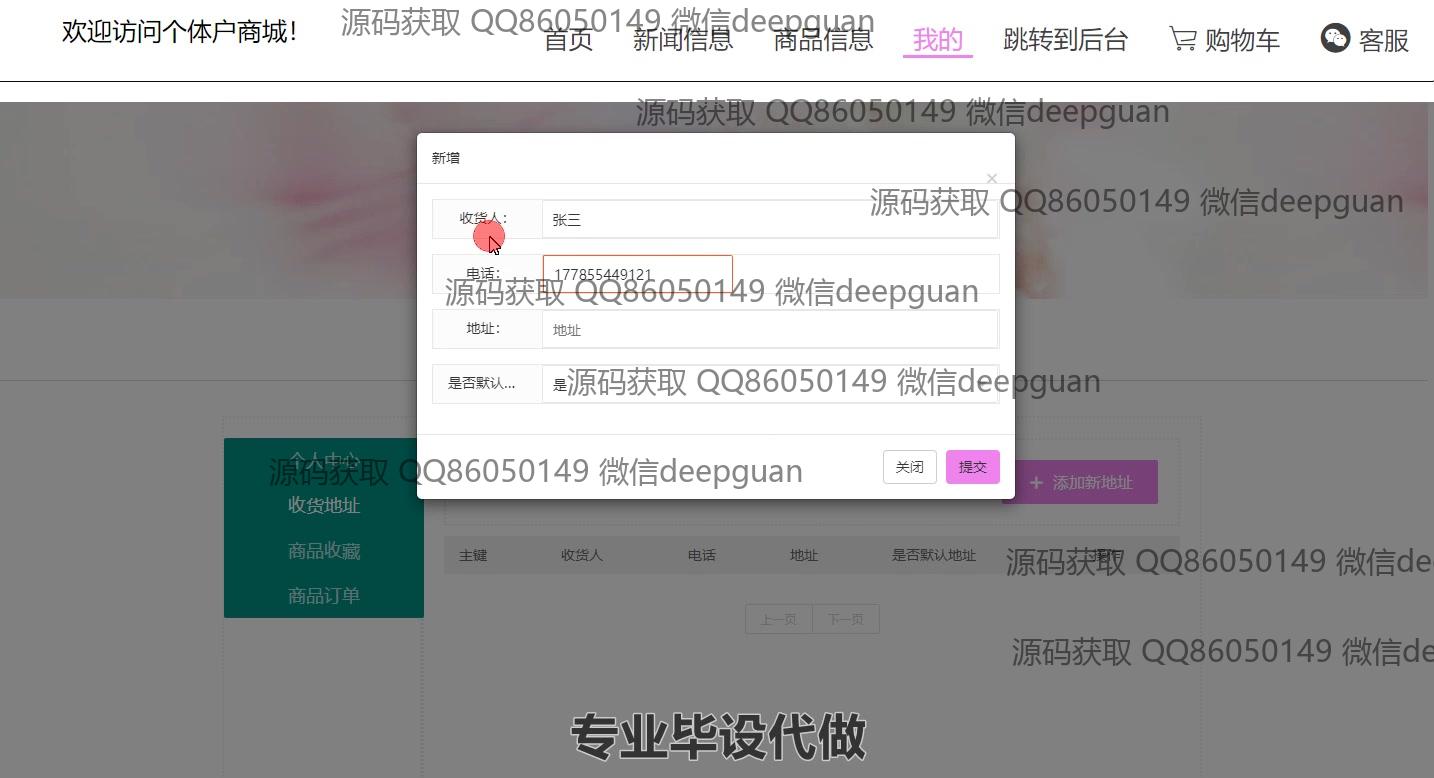 欢迎访问个体户商城！
源码获取 QQ86050149 微信deepguan
首页 新闻信息 商品信息 我的 跳转到后台 购物车 客服
源码获取 QQ86050149 微信deepguan
新增
×
源码获取 QQ86050149 微信deepguan
收货人： 张三
电话： 177855449121
源码获取 QQ86050149 微信deepguan
地址： 地址
是否默认... 是
源码获取 QQ86050149 微信deepguan
关闭 提交
个人中心
源码获取 QQ86050149 微信deepguan
+ 添加新地址
收货地址
商品收藏
商品订单
主键 收货人 电话 地址 是否默认地址 操作
源码获取 QQ86050149 微信dee
上一页 下一页
源码获取 QQ86050149 微信dee
专业毕设代做